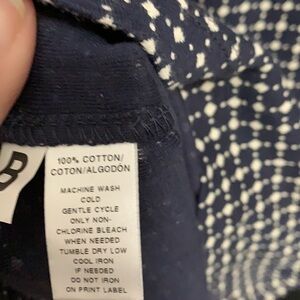 B
100% COTTON/
COTON/ALGODÓN
MACHINE WASH
COLD
GENTLE CYCLE
ONLY NON-
CHLORINE BLEACH
WHEN NEEDED
TUMBLE DRY LOW
COOL IRON
IF NEEDED
DO NOT IRON
ON PRINT LABEL